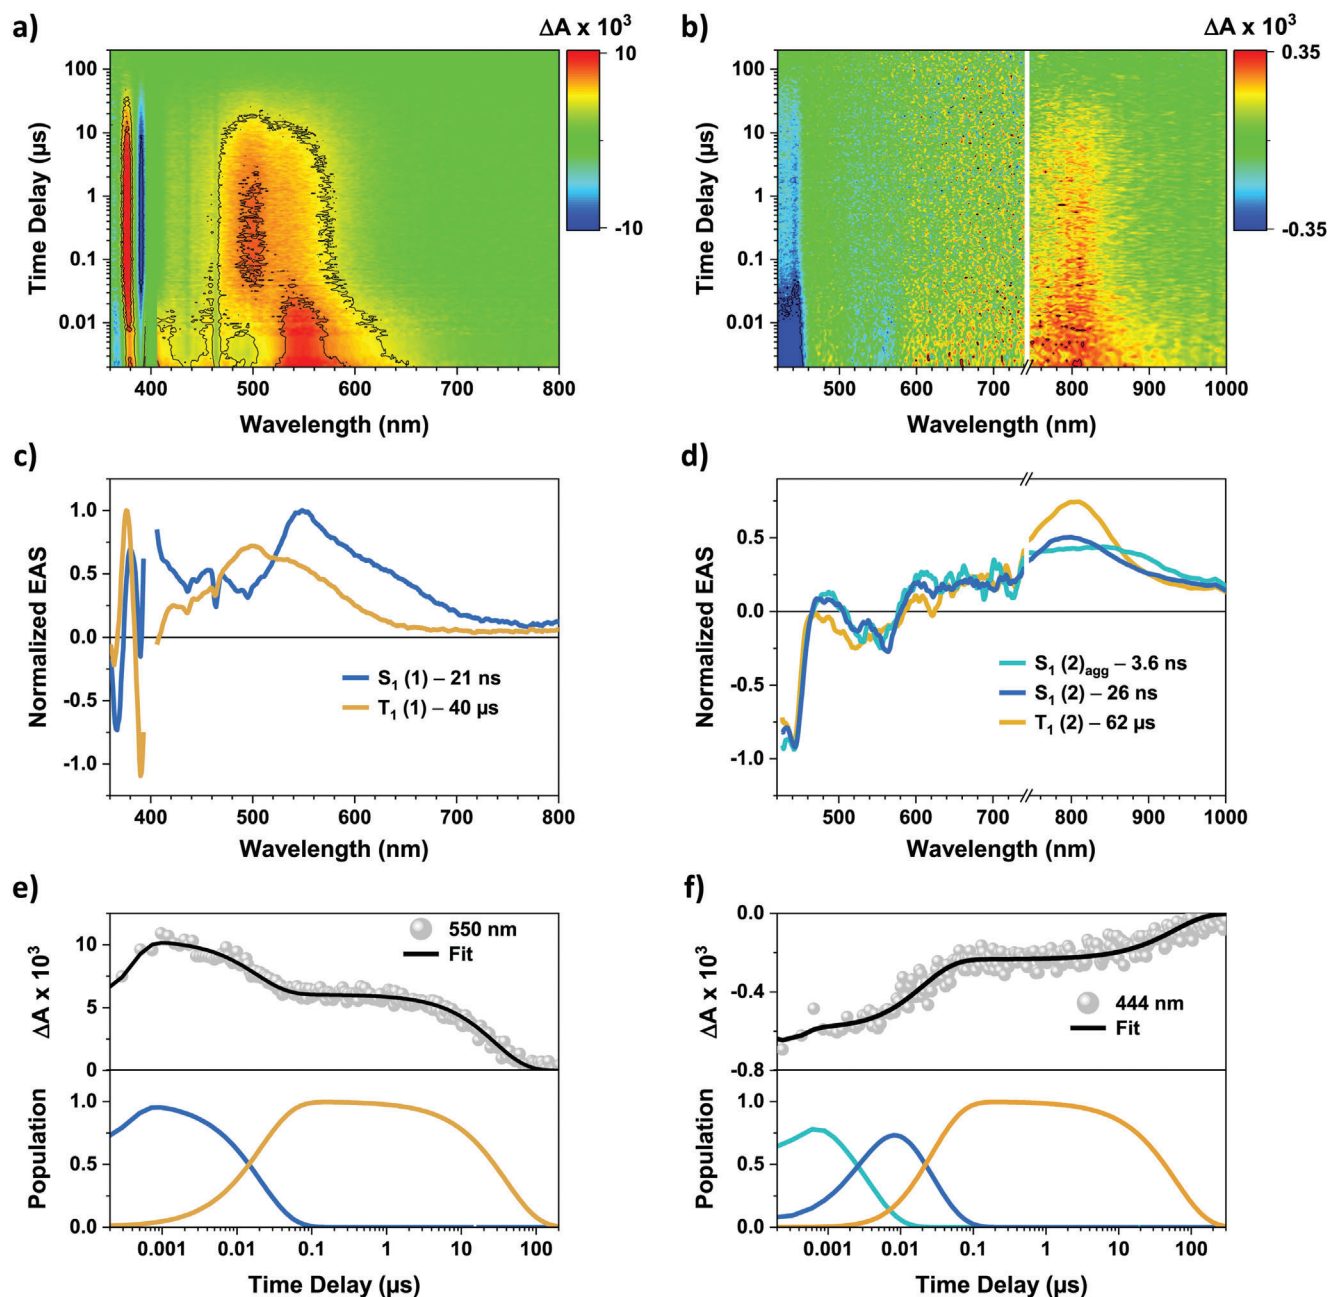 a)
ΔA x 10³
10
-10
100
10
1
0.1
0.01
Time Delay (µs)
400 500 600 700 800
Wavelength (nm)
b)
ΔA x 10³
0.35
-0.35
100
10
1
0.1
0.01
Time Delay (µs)
500 600 700 800 900 1000
Wavelength (nm)
c)
1.0
0.5
0.0
-0.5
-1.0
Normalized EAS
S₁ (1) – 21 ns
T₁ (1) – 40 µs
400 500 600 700 800
Wavelength (nm)
d)
0.5
0.0
-0.5
-1.0
Normalized EAS
S₁ (2)agg – 3.6 ns
S₁ (2) – 26 ns
T₁ (2) – 62 µs
500 600 700 800 900 1000
Wavelength (nm)
e)
10
5
0
ΔA x 10³
550 nm
Fit
1.0
0.5
0.0
Population
0.001 0.01 0.1 1 10 100
Time Delay (µs)
f)
0.0
-0.4
-0.8
ΔA x 10³
444 nm
Fit
1.0
0.5
0.0
Population
0.001 0.01 0.1 1 10 100
Time Delay (µs)